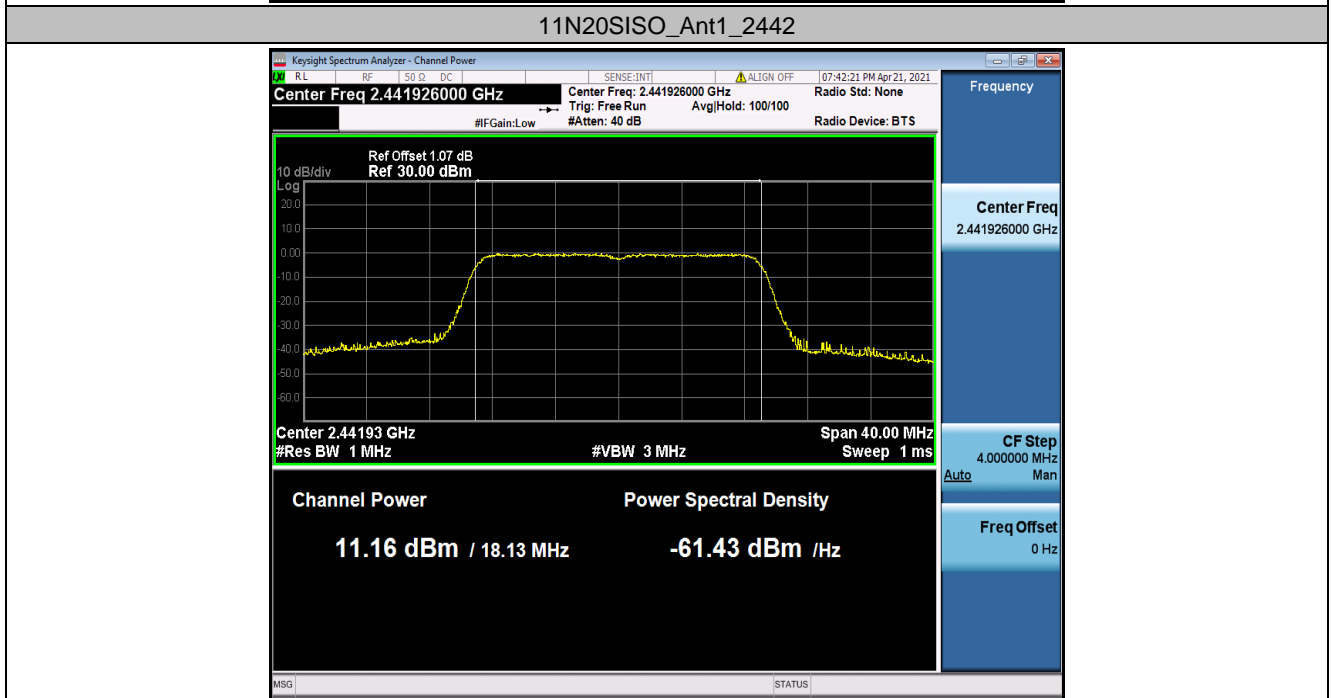 11N20SISO_Ant1_2442
Keysight Spectrum Analyzer - Channel Power
LXI RL RF 50 Ω DC SENSE:INT ALIGN OFF 07:42:21 PM Apr 21, 2021
Center Freq 2.441926000 GHz
Center Freq: 2.441926000 GHz Radio Std: None
Trig: Free Run Avg|Hold: 100/100
#IFGain:Low #Atten: 40 dB Radio Device: BTS
Frequency
Ref Offset 1.07 dB
10 dB/div Ref 30.00 dBm
Log
20.0
10.0
0.00
-10.0
-20.0
-30.0
-40.0
-50.0
-60.0
Center 2.44193 GHz Span 40.00 MHz
#Res BW 1 MHz #VBW 3 MHz Sweep 1 ms
Center Freq
2.441926000 GHz
CF Step
4.000000 MHz
Auto Man
Freq Offset
0 Hz
Channel Power Power Spectral Density
11.16 dBm / 18.13 MHz -61.43 dBm /Hz
MSG STATUS